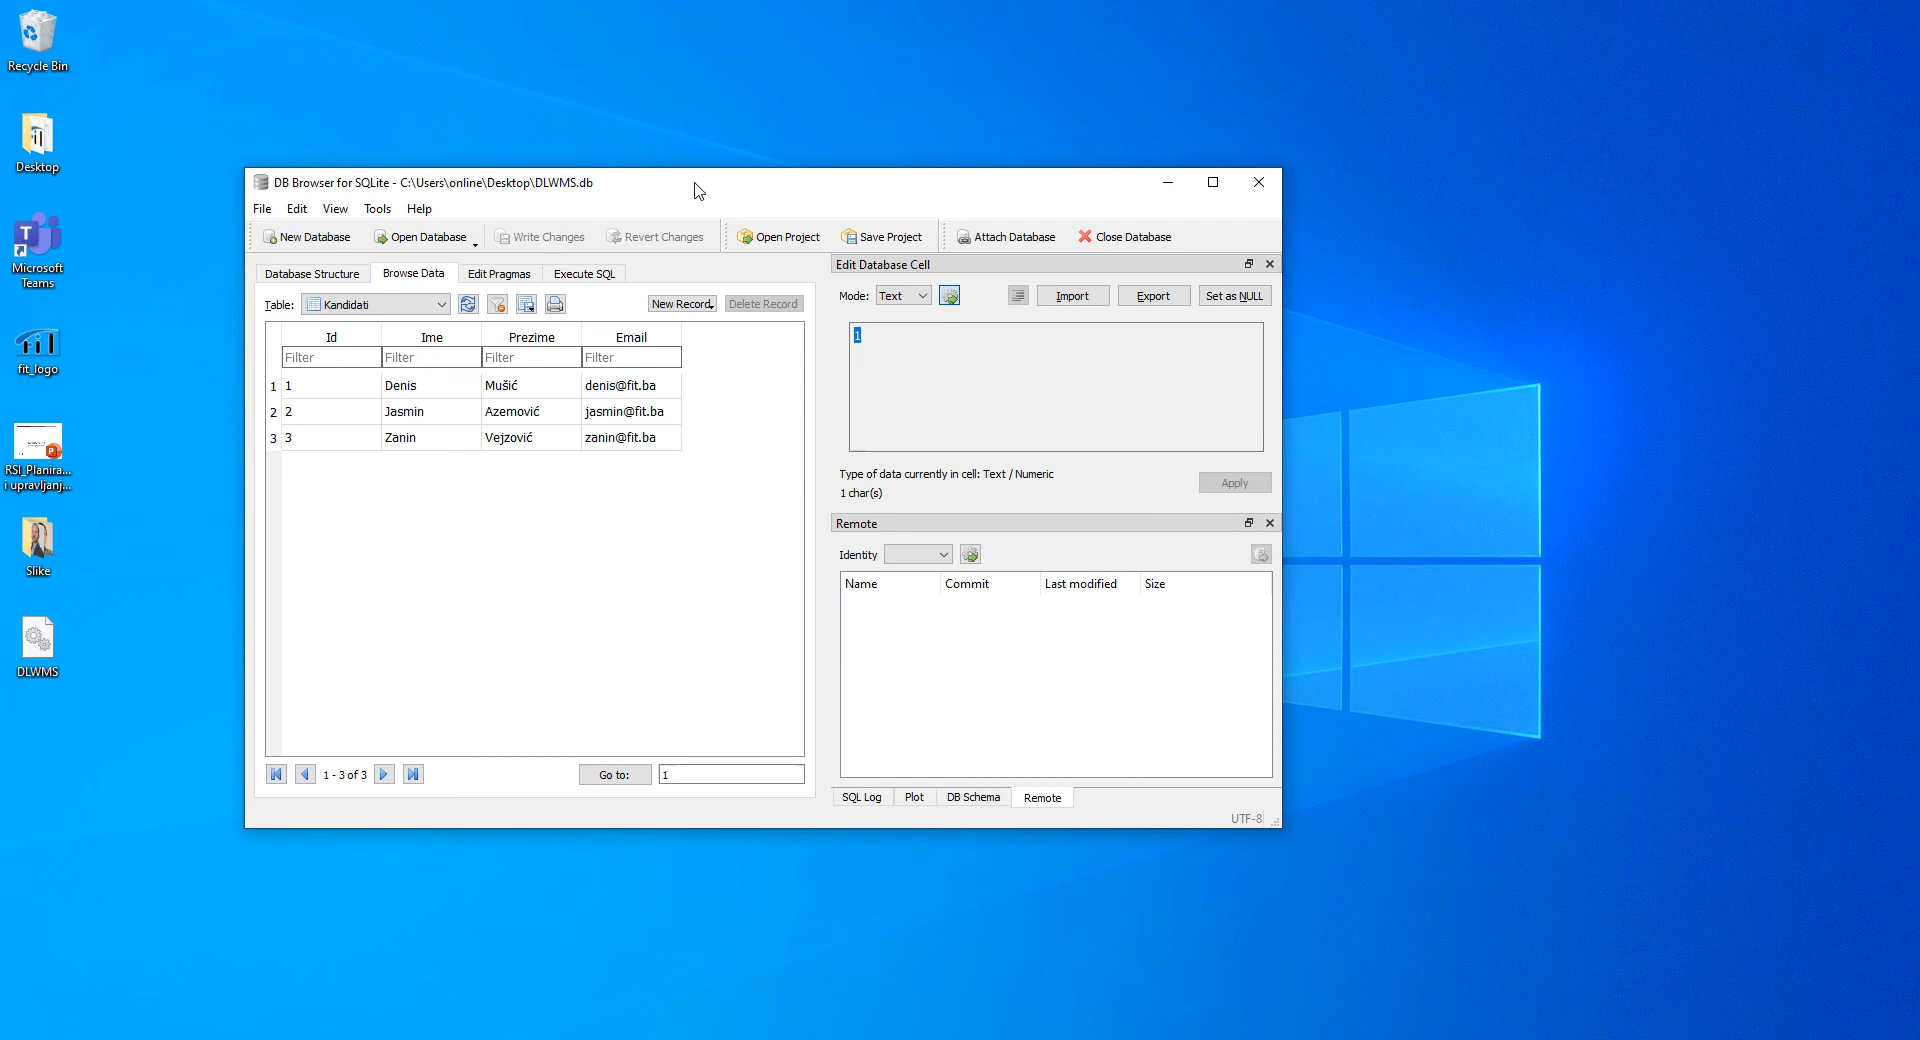 Recycle Bin
Desktop
Microsoft
Teams
fit_logo
RSI_Planira...
i upravljanj...
Slike
DLWMS
DB Browser for SQLite - C:\Users\online\Desktop\DLWMS.db
File Edit View Tools Help
New Database Open Database Write Changes Revert Changes Open Project Save Project Attach Database Close Database
Database Structure Browse Data Edit Pragmas Execute SQL
Table: Kandidati New Record Delete Record
Id Ime Prezime Email
Filter Filter Filter Filter
1 1 Denis Mušić denis@fit.ba
2 2 Jasmin Azemović jasmin@fit.ba
3 3 Zanin Vejzović zanin@fit.ba
1 - 3 of 3 Go to: 1
Edit Database Cell
Mode: Text Import Export Set as NULL
1
Type of data currently in cell: Text / Numeric
1 char(s)
Apply
Remote
Identity
Name Commit Last modified Size
SQL Log Plot DB Schema Remote
UTF-8